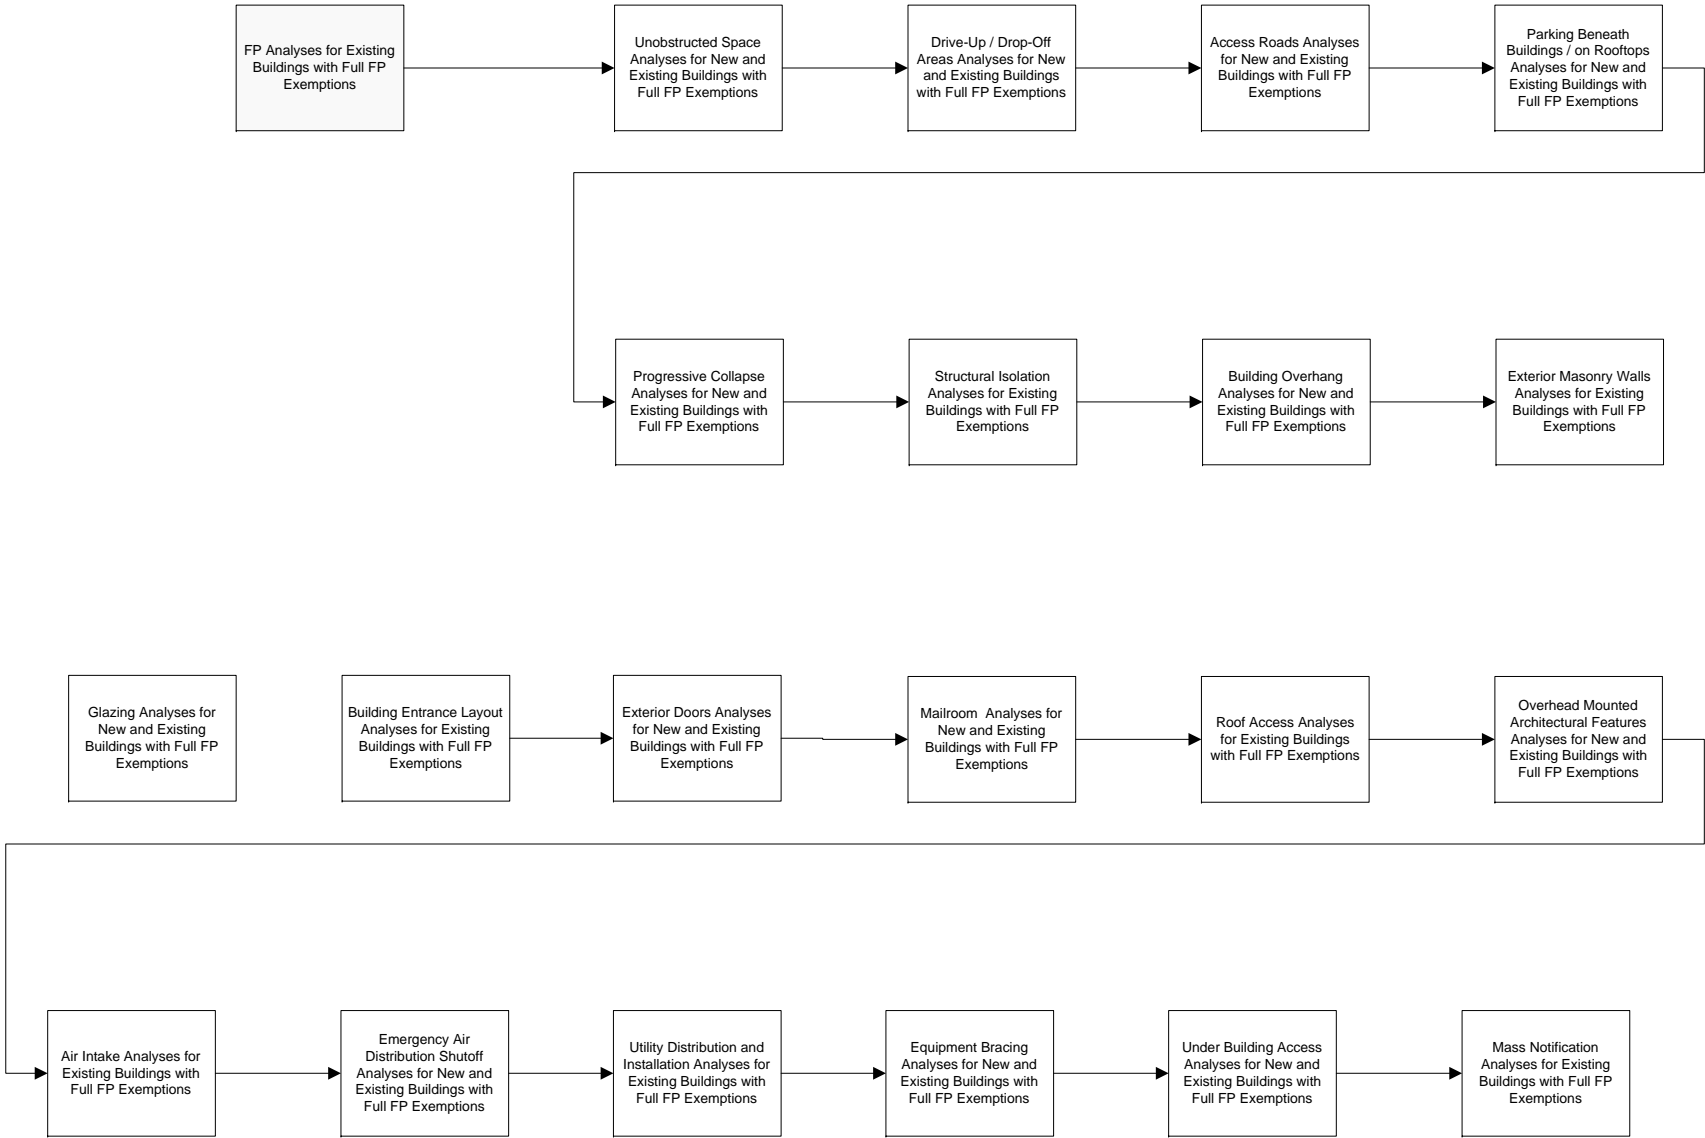 FP Analyses for Existing
Buildings with Full FP
Exemptions
Unobstructed Space
Analyses for New and
Existing Buildings with
Full FP Exemptions
Drive-Up / Drop-Off
Areas Analyses for New
and Existing Buildings
with Full FP Exemptions
Access Roads Analyses
for New and Existing
Buildings with Full FP
Exemptions
Parking Beneath
Buildings / on Rooftops
Analyses for New and
Existing Buildings with
Full FP Exemptions
Progressive Collapse
Analyses for New and
Existing Buildings with
Full FP Exemptions
Structural Isolation
Analyses for Existing
Buildings with Full FP
Exemptions
Building Overhang
Analyses for New and
Existing Buildings with
Full FP Exemptions
Exterior Masonry Walls
Analyses for Existing
Buildings with Full FP
Exemptions
Glazing Analyses for
New and Existing
Buildings with Full FP
Exemptions
Building Entrance Layout
Analyses for Existing
Buildings with Full FP
Exemptions
Exterior Doors Analyses
for New and Existing
Buildings with Full FP
Exemptions
Mailroom  Analyses for
New and Existing
Buildings with Full FP
Exemptions
Roof Access Analyses
for Existing Buildings
with Full FP Exemptions
Overhead Mounted
Architectural Features
Analyses for New and
Existing Buildings with
Full FP Exemptions
Air Intake Analyses for
Existing Buildings with
Full FP Exemptions
Emergency Air
Distribution Shutoff
Analyses for New and
Existing Buildings with
Full FP Exemptions
Utility Distribution and
Installation Analyses for
Existing Buildings with
Full FP Exemptions
Equipment Bracing
Analyses for New and
Existing Buildings with
Full FP Exemptions
Under Building Access
Analyses for New and
Existing Buildings with
Full FP Exemptions
Mass Notification
Analyses for Existing
Buildings with Full FP
Exemptions